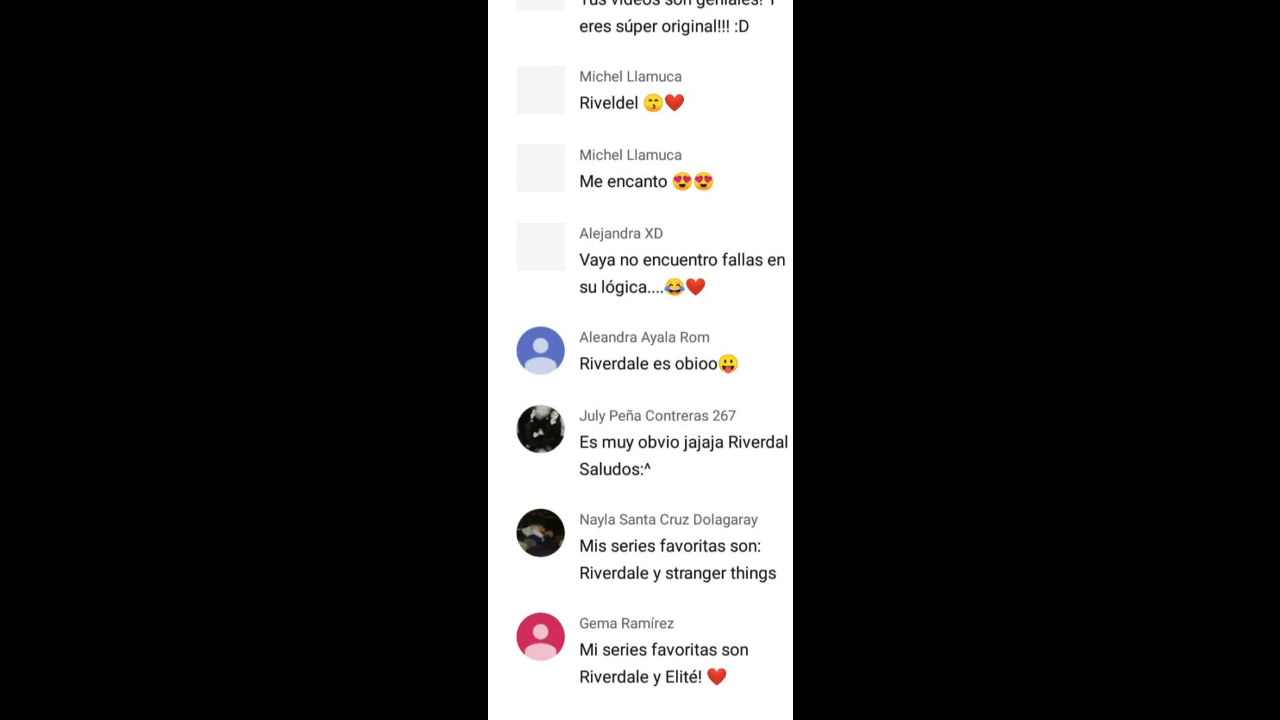 Tus videos son geniales! Y
eres súper original!!! :D
Michel Llamuca
Riveldel 😙❤️
Michel Llamuca
Me encanto 😍😍
Alejandra XD
Vaya no encuentro fallas en
su lógica....😂❤️
Aleandra Ayala Rom
Riverdale es obioo😛
July Peña Contreras 267
Es muy obvio jajaja Riverdal
Saludos:^
Nayla Santa Cruz Dolagaray
Mis series favoritas son:
Riverdale y stranger things
Gema Ramírez
Mi series favoritas son
Riverdale y Elité! ❤️